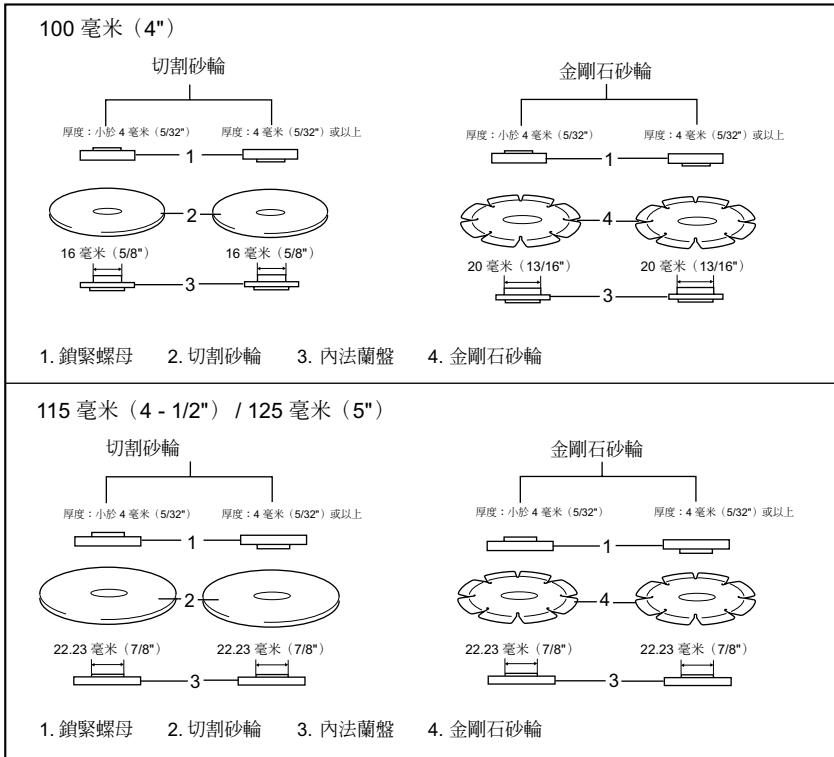 100 毫米（4"）
切割砂輪 金剛石砂輪
厚度：小於 4 毫米（5/32"） 厚度：4 毫米（5/32"）或以上 厚度：小於 4 毫米（5/32"） 厚度：4 毫米（5/32"）或以上
1 1
2 4
16 毫米（5/8"） 16 毫米（5/8"） 20 毫米（13/16"） 20 毫米（13/16"）
3 3
1. 鎖緊螺母 2. 切割砂輪 3. 內法蘭盤 4. 金剛石砂輪
115 毫米（4 - 1/2"） / 125 毫米（5"）
切割砂輪 金剛石砂輪
厚度：小於 4 毫米（5/32"） 厚度：4 毫米（5/32"）或以上 厚度：小於 4 毫米（5/32"） 厚度：4 毫米（5/32"）或以上
1 1
2 4
22.23 毫米（7/8"） 22.23 毫米（7/8"） 22.23 毫米（7/8"） 22.23 毫米（7/8"）
3 3
1. 鎖緊螺母 2. 切割砂輪 3. 內法蘭盤 4. 金剛石砂輪